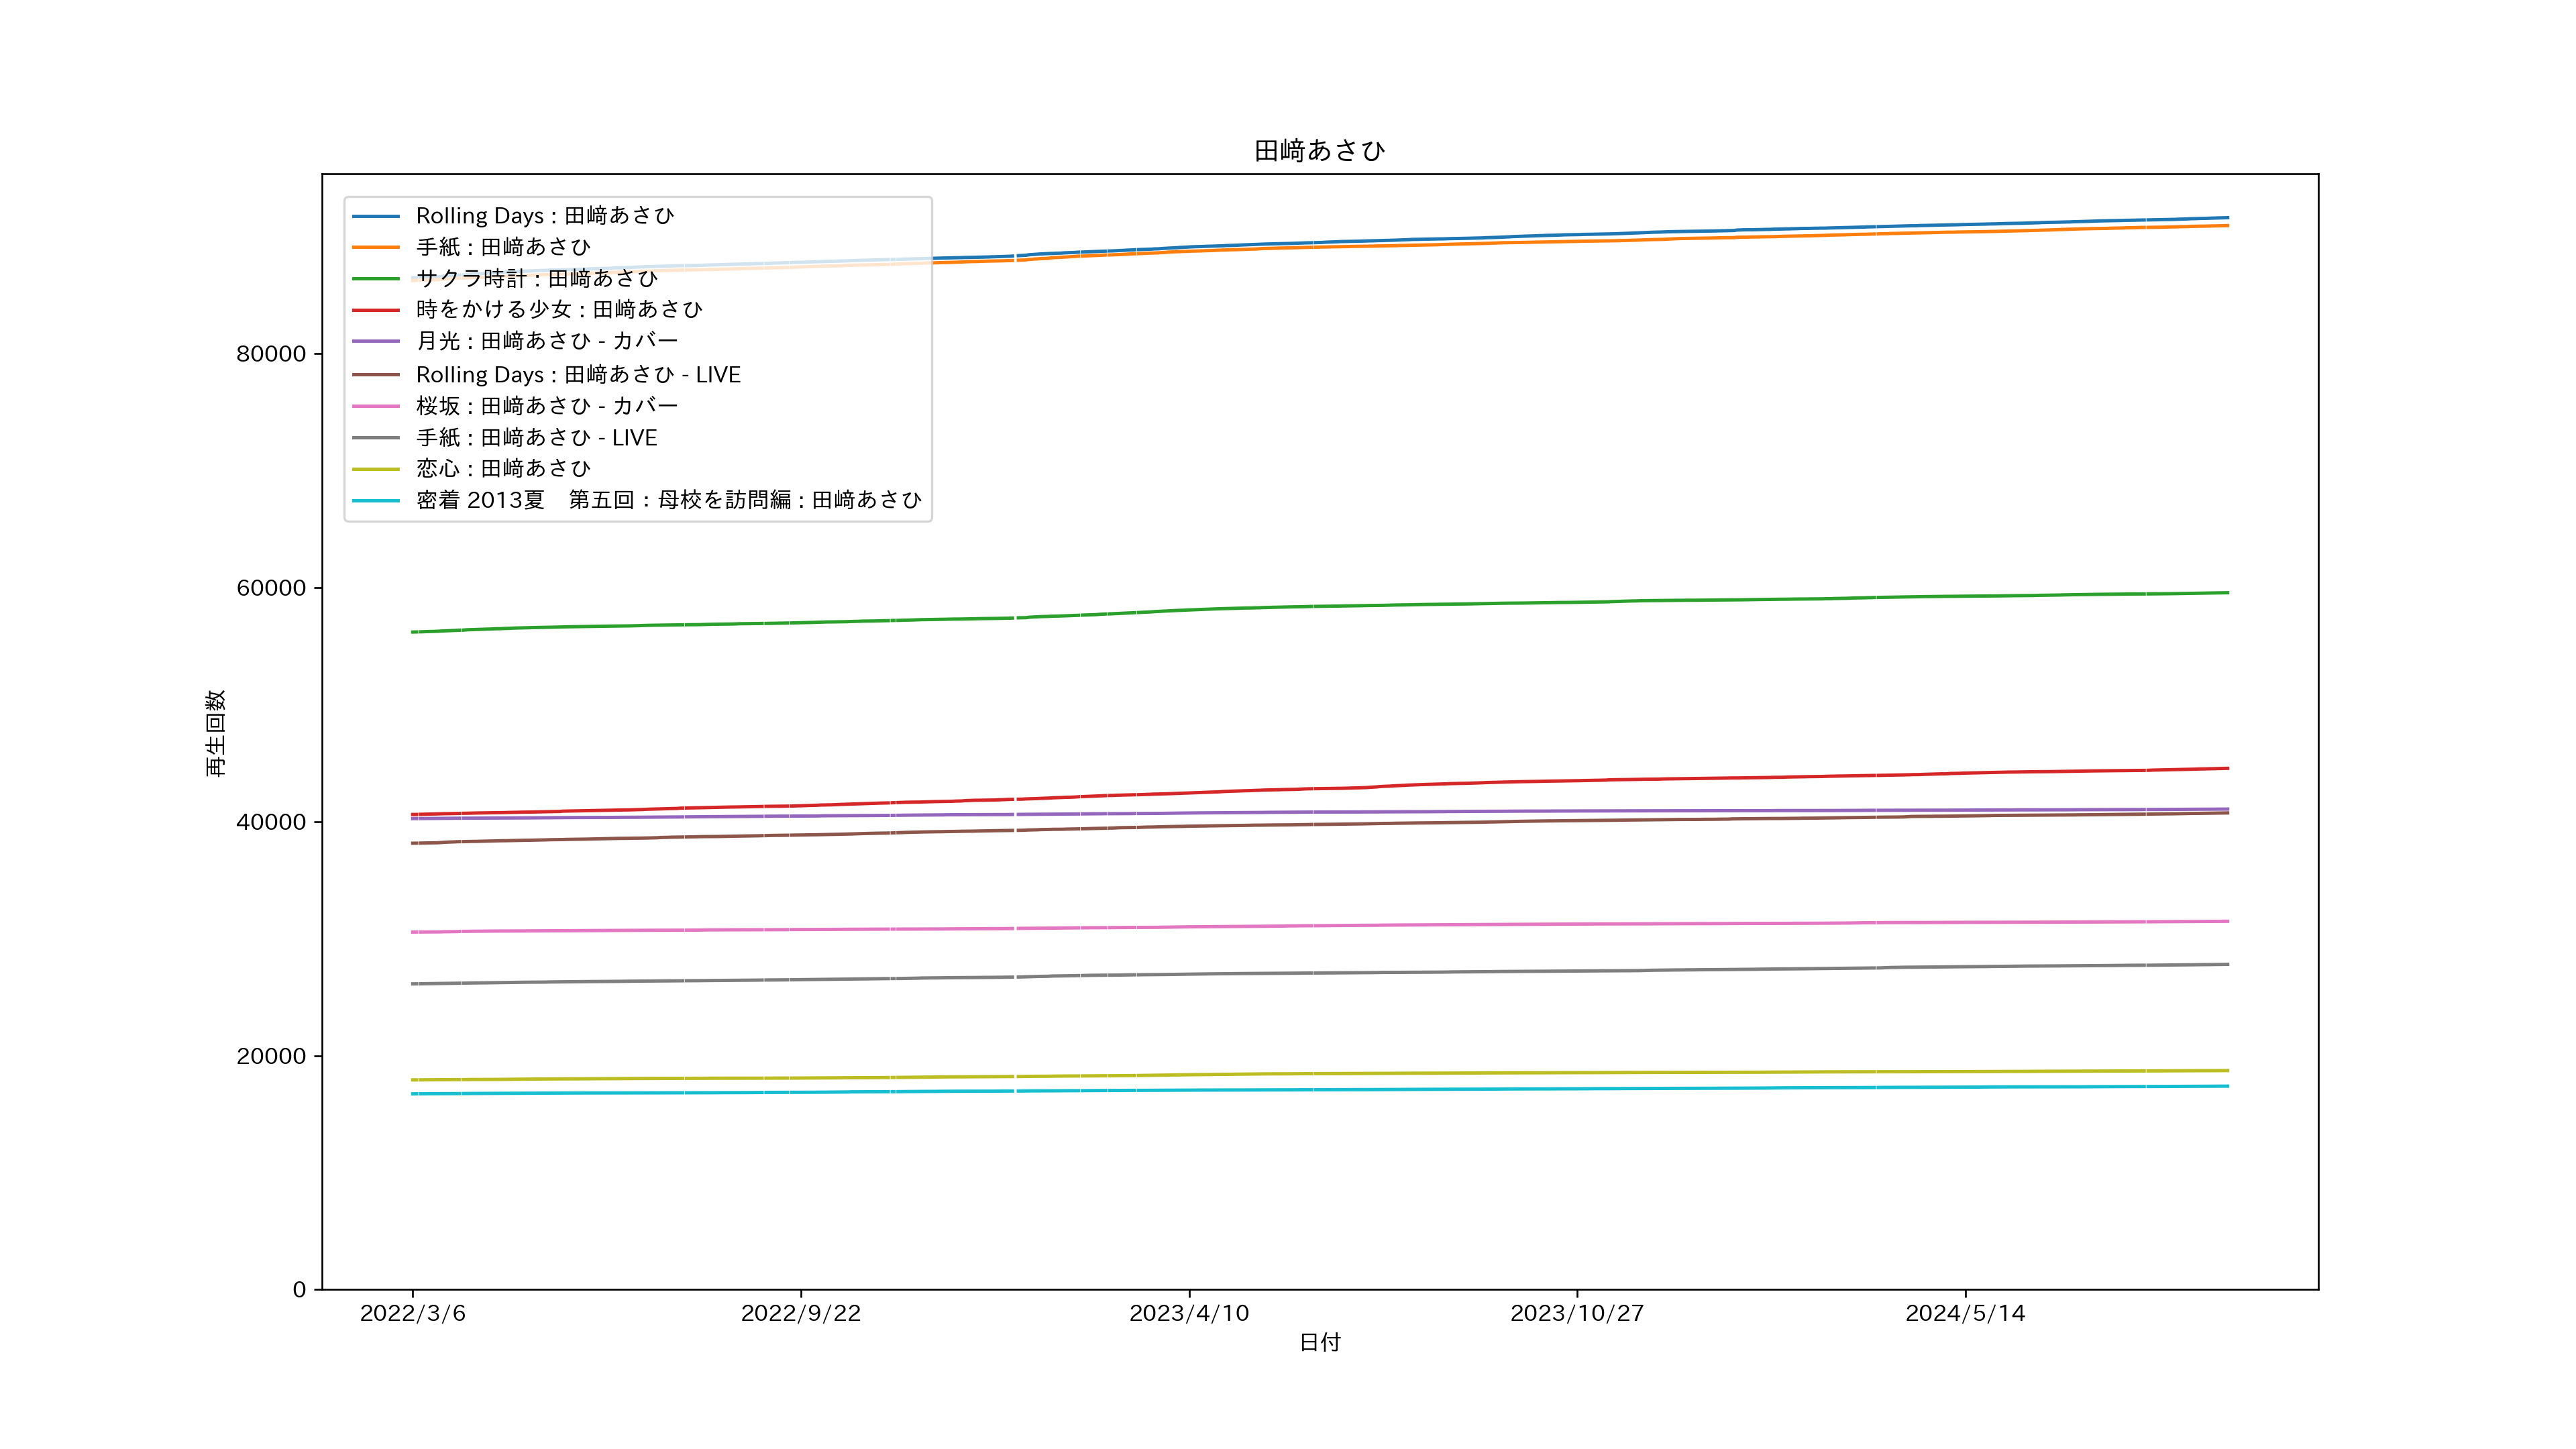 田﨑あさひ
Rolling Days : 田﨑あさひ
手紙 : 田﨑あさひ
サクラ時計 : 田﨑あさひ
時をかける少女 : 田﨑あさひ
月光 : 田﨑あさひ - カバー
Rolling Days : 田﨑あさひ - LIVE
桜坂 : 田﨑あさひ - カバー
手紙 : 田﨑あさひ - LIVE
恋心 : 田﨑あさひ
密着 2013夏　第五回：母校を訪問編 : 田﨑あさひ
80000
60000
40000
20000
0
再生回数
2022/3/6 2022/9/22 2023/4/10 2023/10/27 2024/5/14
日付